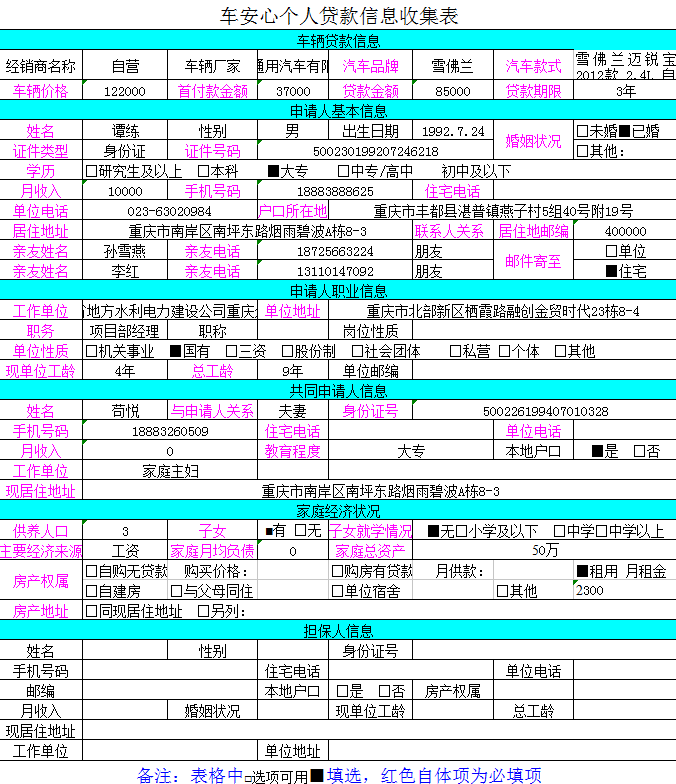 车安心个人贷款信息收集表
车辆贷款信息
经销商名称 自营 车辆厂家 通用汽车有限 汽车品牌 雪佛兰 汽车款式 雪佛兰迈锐宝
2012款 2.4L 自
车辆价格 122000 首付款金额 37000 贷款金额 85000 贷款期限 3年
申请人基本信息
姓名 谭练 性别 男 出生日期 1992.7.24 婚姻状况 □未婚■已婚
证件类型 身份证 证件号码 500230199207246218 □其他:
学历 □研究生及以上 □本科 ■大专 □中专/高中 初中及以下
月收入 10000 手机号码 18883888625 住宅电话
单位电话 023-63020984 户口所在地 重庆市丰都县湛普镇燕子村5组40号附19号
居住地址 重庆市南岸区南坪东路烟雨碧波A栋8-3 联系人关系 居住地邮编 400000
亲友姓名 孙雪燕 亲友电话 18725663224 朋友 邮件寄至 □单位
亲友姓名 李红 亲友电话 13110147092 朋友 ■住宅
申请人职业信息
工作单位 地方水利电力建设公司重庆 单位地址 重庆市北部新区栖霞路融创金贸时代23栋8-4
职务 项目部经理 职称 岗位性质
单位性质 □机关事业 ■国有 □三资 □股份制 □社会团体 □私营 □个体 □其他
现单位工龄 4年 总工龄 9年 单位邮编
共同申请人信息
姓名 苟悦 与申请人关系 夫妻 身份证号 500226199407010328
手机号码 18883260509 住宅电话 单位电话
月收入 0 教育程度 大专 本地户口 ■是 □否
工作单位 家庭主妇
现居住地址 重庆市南岸区南坪东路烟雨碧波A栋8-3
家庭经济状况
供养人口 3 子女 ■有 □无 子女就学情况 ■无□小学及以下 □中学□中学以上
主要经济来源 工资 家庭月均负债 0 家庭总资产 50万
房产权属 □自购无贷款 购买价格: □购房有贷款 月供款: ■租用 月租金
□自建房 □与父母同住 □单位宿舍 □其他 2300
房产地址 □同现居住地址 □另列:
担保人信息
姓名 性别 身份证号
手机号码 住宅电话 单位电话
邮编 本地户口 □是 □否 房产权属
月收入 婚姻状况 现单位工龄 总工龄
现居住地址
工作单位 单位地址
备注: 表格中□选项可用■填选, 红色自体项为必填项